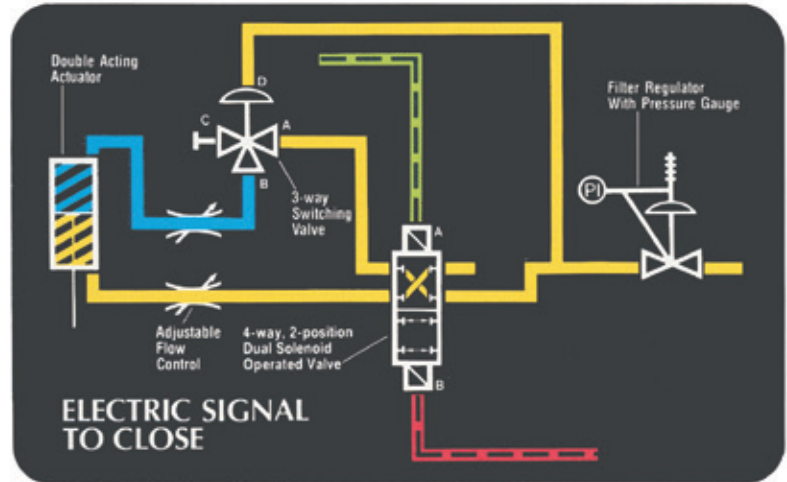 Double Acting
Actuator
D
C
A
B
3-way
Switching
Valve
Filter Regulator
With Pressure Gauge
PI
A
Adjustable
Flow
Control
4-way, 2-position
Dual Solenoid
Operated Valve
B
ELECTRIC SIGNAL
TO CLOSE